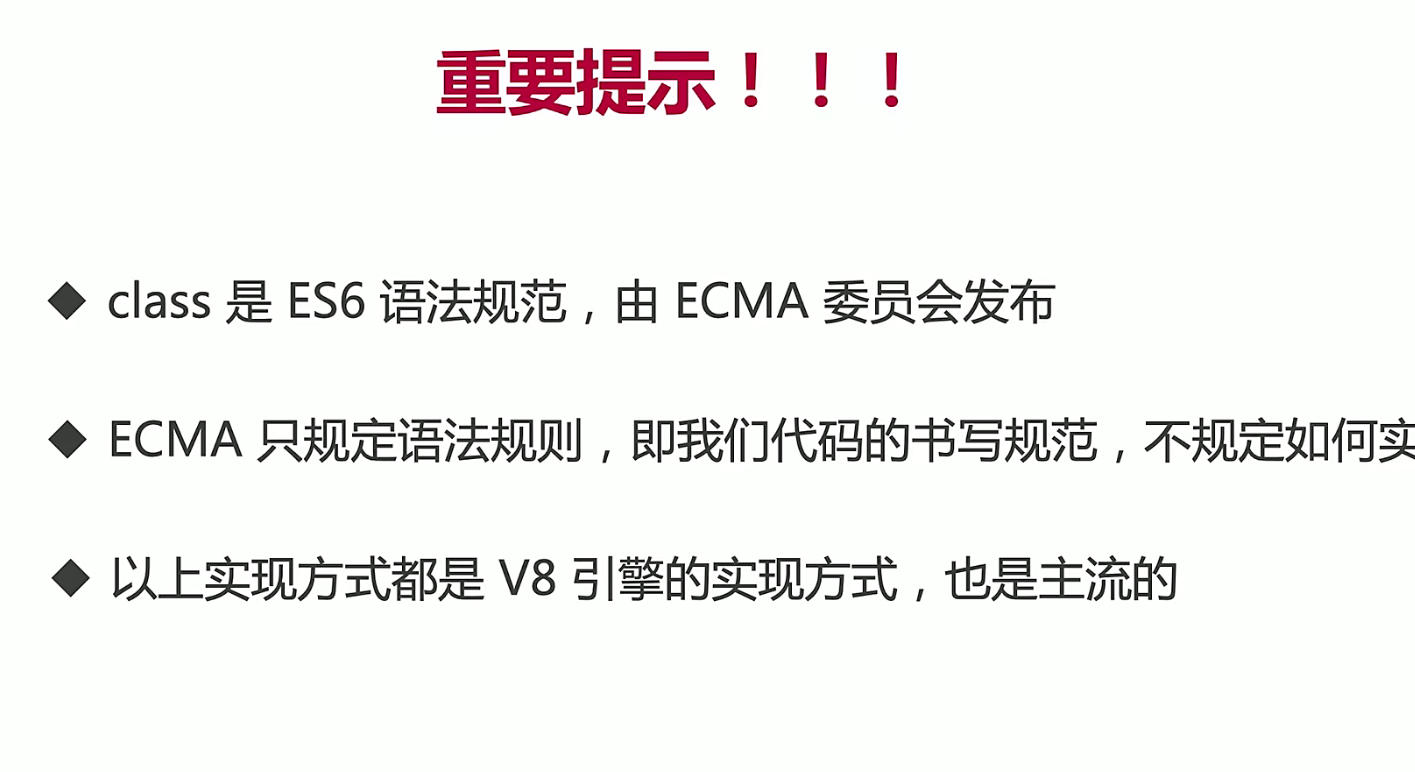 重要提示！！！
class 是 ES6 语法规范，由 ECMA 委员会发布
ECMA 只规定语法规则，即我们代码的书写规范，不规定如何实
以上实现方式都是 V8 引擎的实现方式，也是主流的